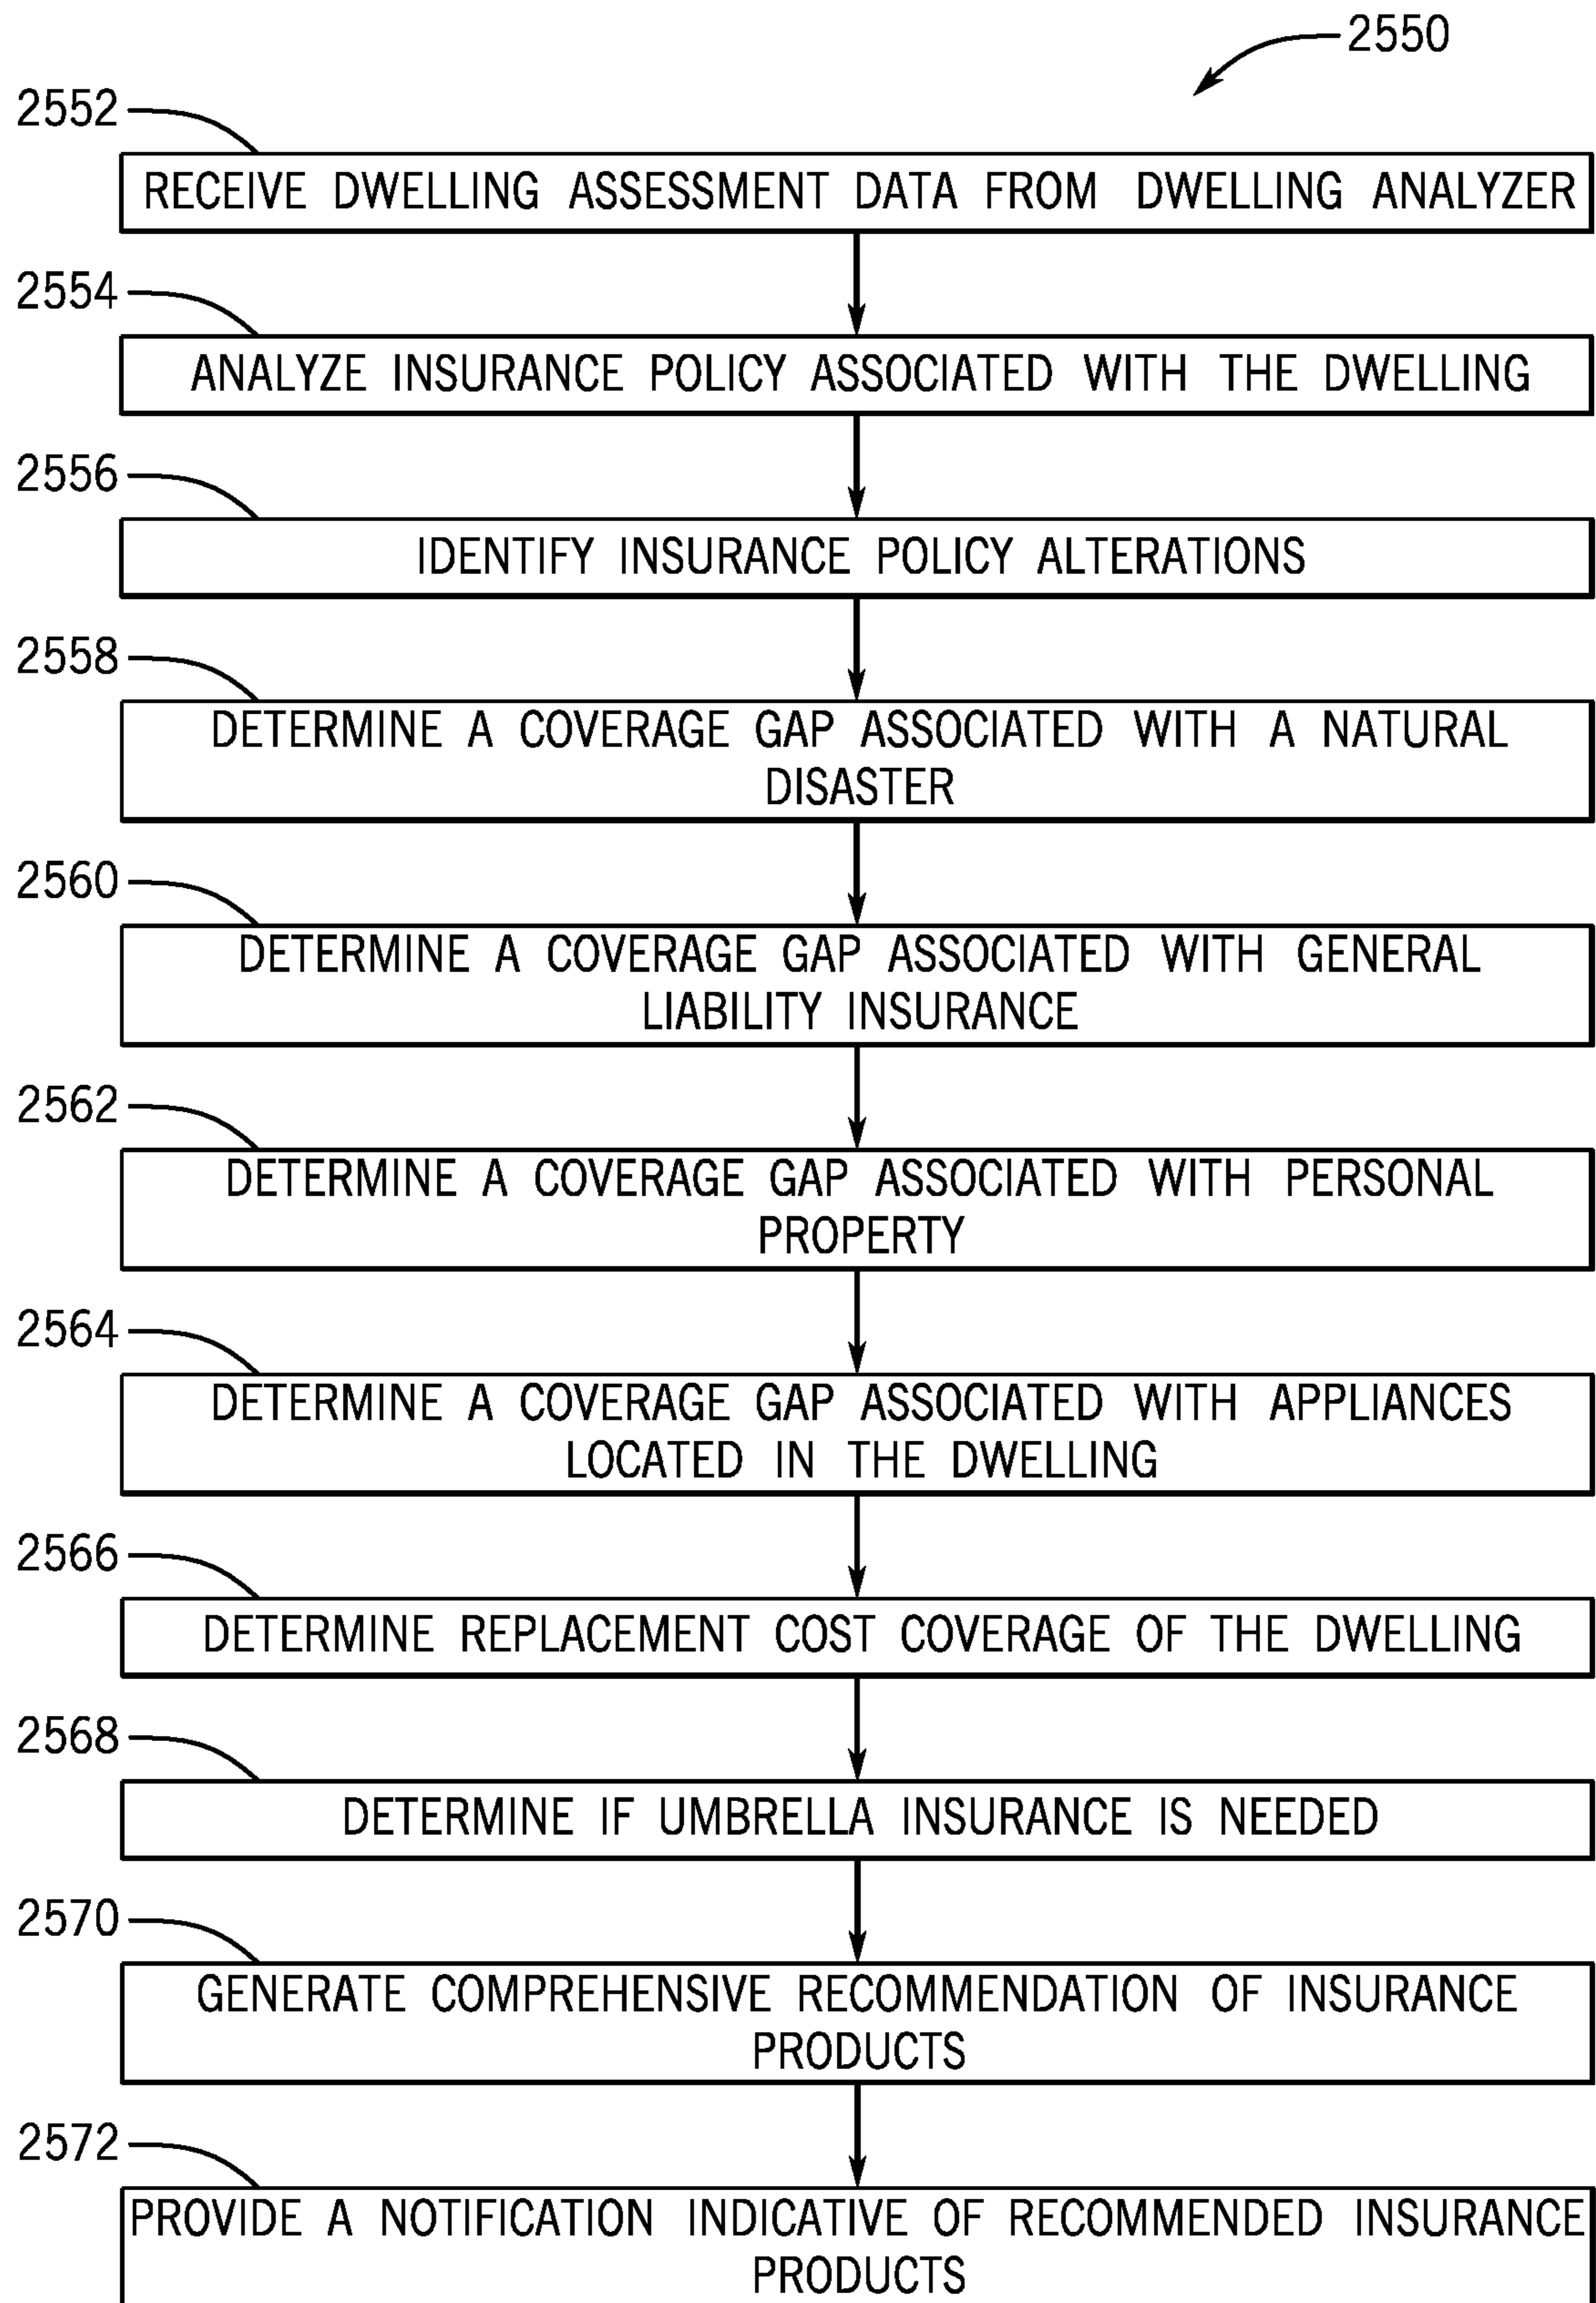 2550
2552
RECEIVE DWELLING ASSESSMENT DATA FROM DWELLING ANALYZER
2554
ANALYZE INSURANCE POLICY ASSOCIATED WITH THE DWELLING
2556
IDENTIFY INSURANCE POLICY ALTERATIONS
2558
DETERMINE A COVERAGE GAP ASSOCIATED WITH A NATURAL
DISASTER
2560
DETERMINE A COVERAGE GAP ASSOCIATED WITH GENERAL
LIABILITY INSURANCE
2562
DETERMINE A COVERAGE GAP ASSOCIATED WITH PERSONAL
PROPERTY
2564
DETERMINE A COVERAGE GAP ASSOCIATED WITH APPLIANCES
LOCATED IN THE DWELLING
2566
DETERMINE REPLACEMENT COST COVERAGE OF THE DWELLING
2568
DETERMINE IF UMBRELLA INSURANCE IS NEEDED
2570
GENERATE COMPREHENSIVE RECOMMENDATION OF INSURANCE
PRODUCTS
2572
PROVIDE A NOTIFICATION INDICATIVE OF RECOMMENDED INSURANCE
PRODUCTS